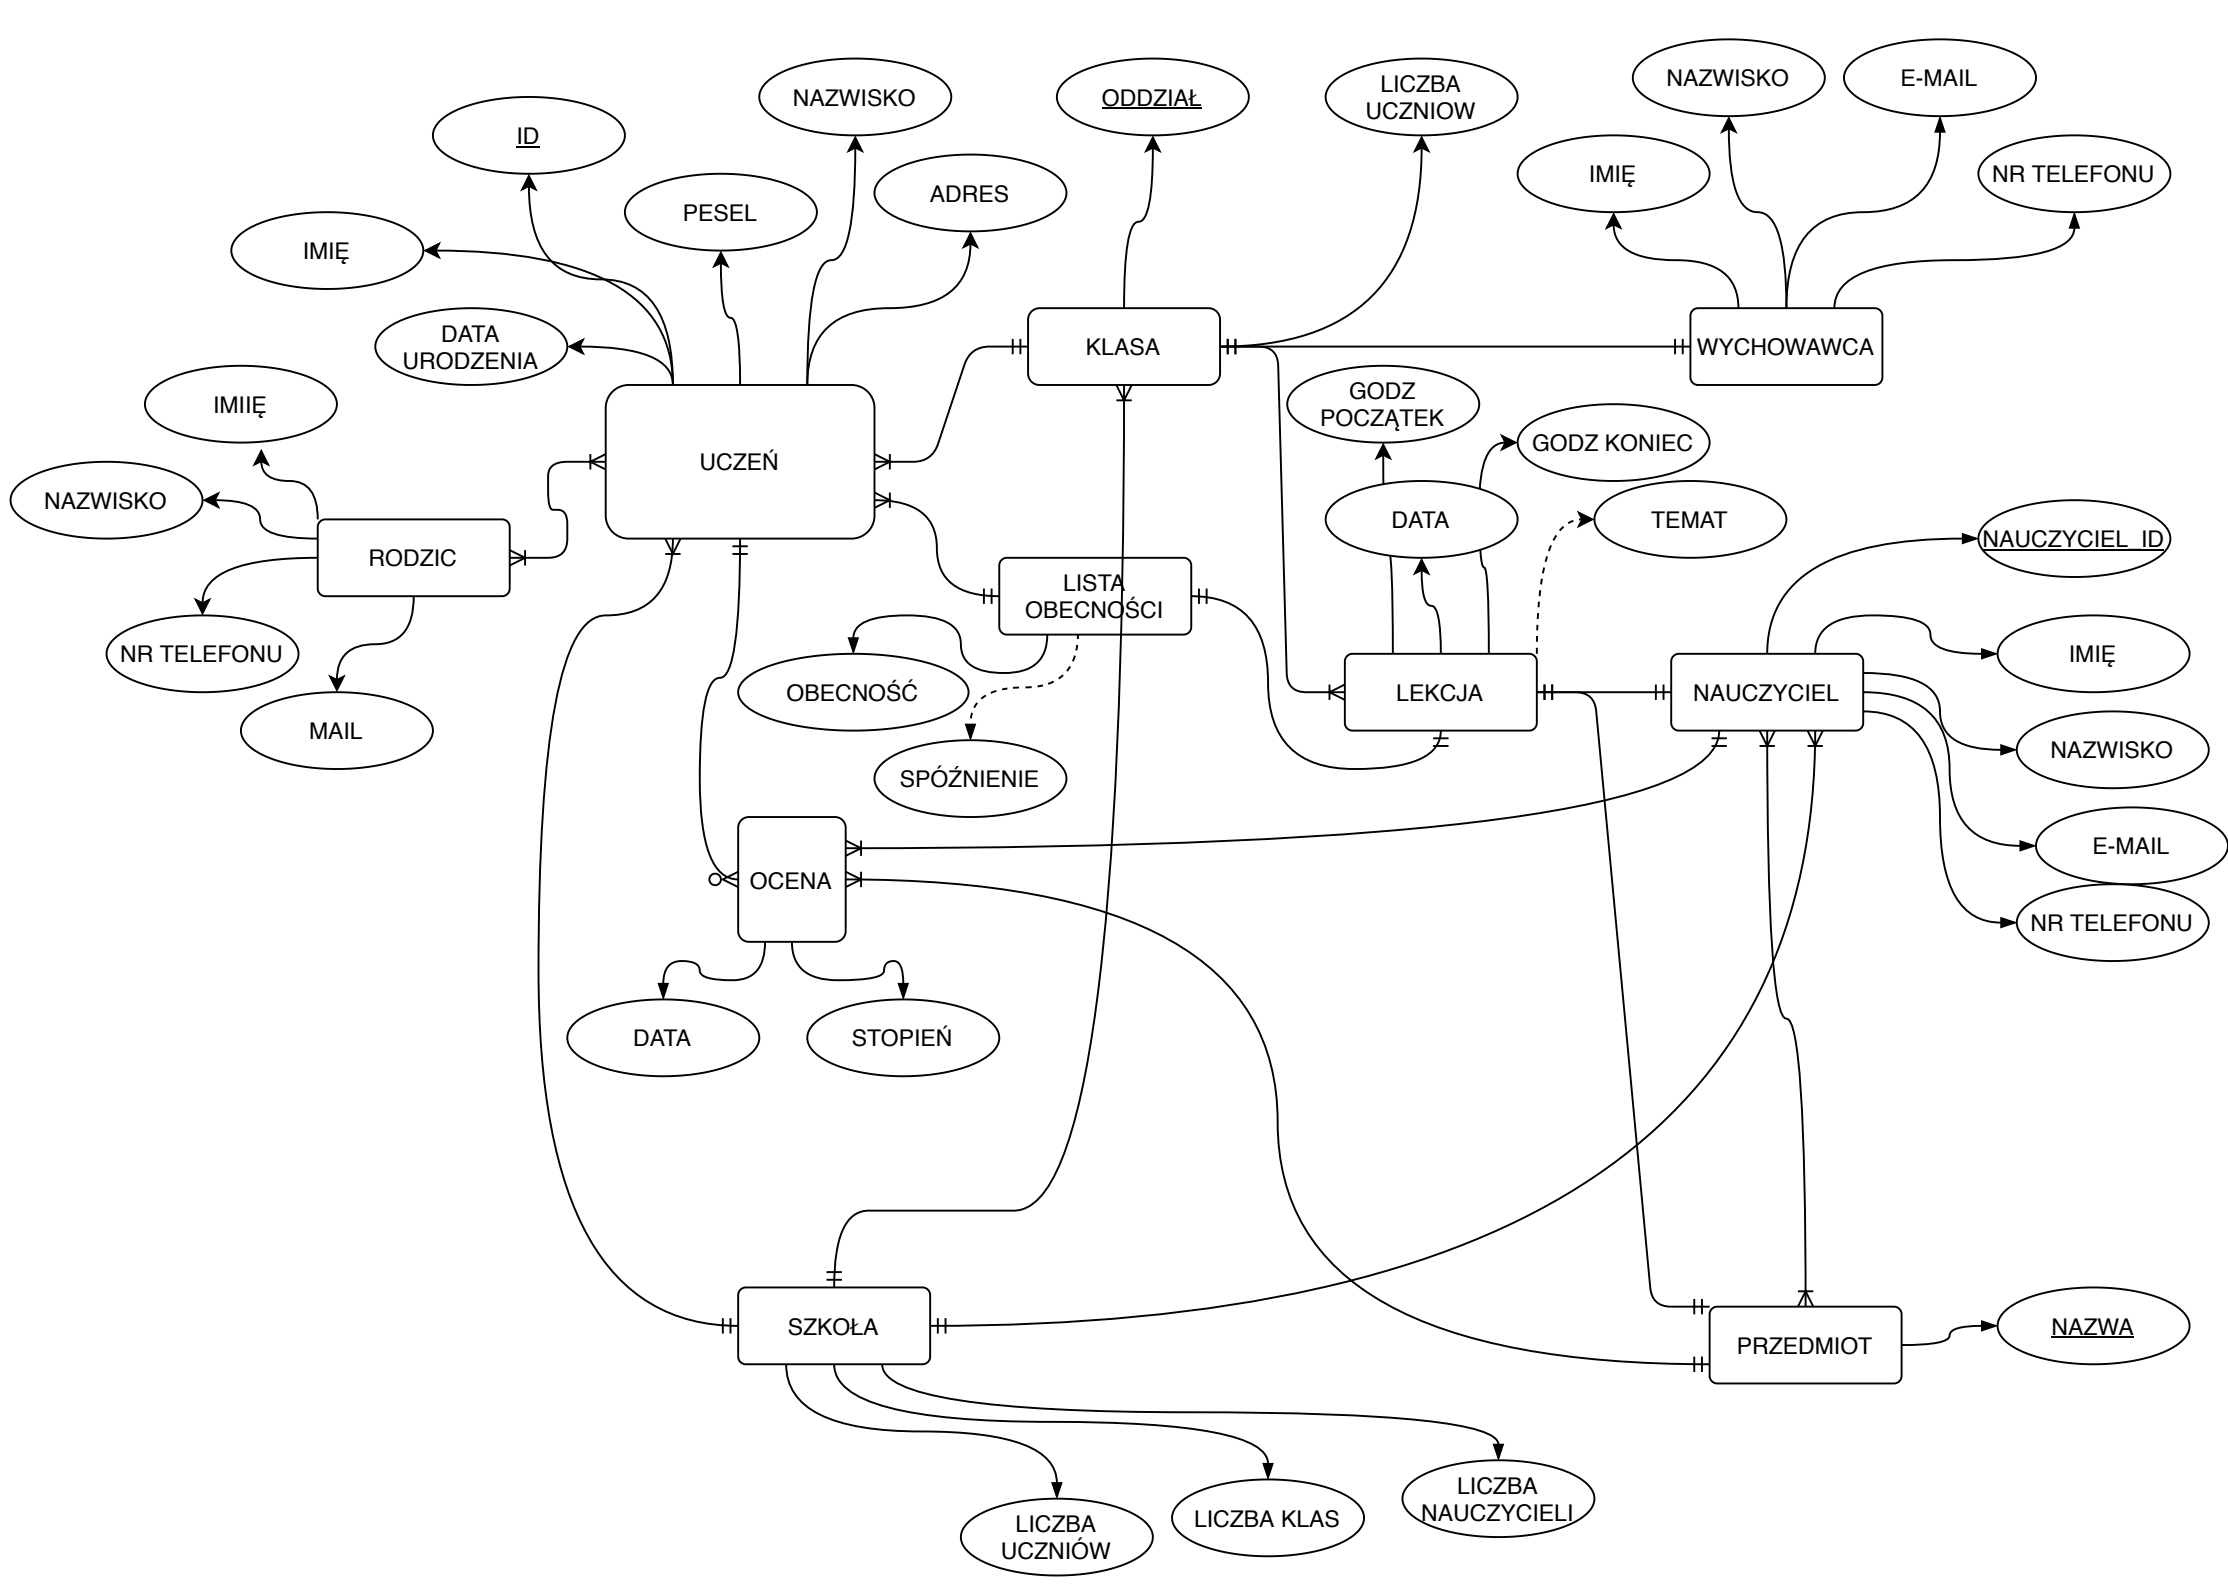 NAZWISKO
E-MAIL
NAZWISKO
ODDZIAŁ
LICZBA
UCZNIOW
ID
IMIĘ
NR TELEFONU
ADRES
PESEL
IMIĘ
DATA
URODZENIA
KLASA
WYCHOWAWCA
IMIIĘ
GODZ
POCZĄTEK
GODZ KONIEC
UCZEŃ
NAZWISKO
DATA
TEMAT
NAUCZYCIEL_ID
RODZIC
LISTA
OBECNOŚCI
NR TELEFONU
IMIĘ
OBECNOŚĆ
LEKCJA
NAUCZYCIEL
MAIL
NAZWISKO
SPÓŹNIENIE
E-MAIL
OCENA
NR TELEFONU
DATA
STOPIEŃ
SZKOŁA
NAZWA
PRZEDMIOT
LICZBA
NAUCZYCIELI
LICZBA KLAS
LICZBA
UCZNIÓW